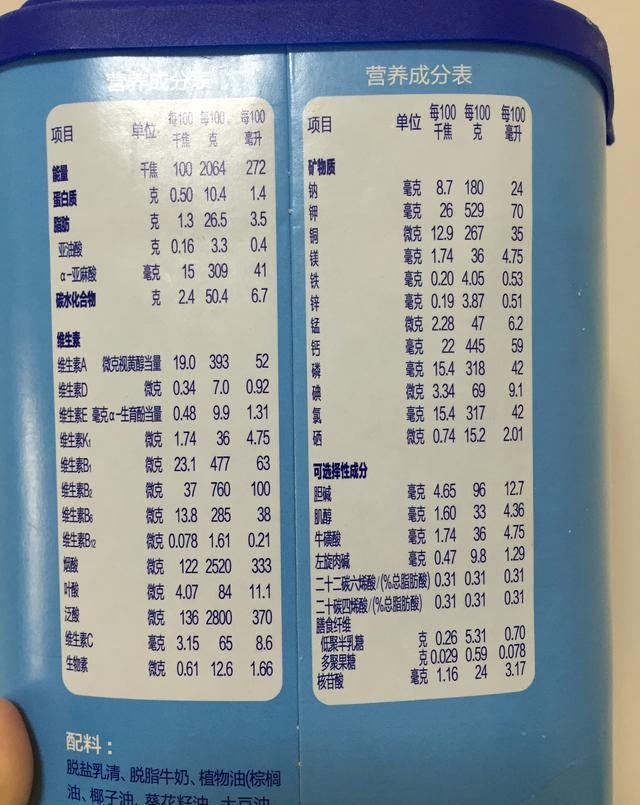 营养成分表
项目 单位 每100千焦 每100克 每100毫升
能量 千焦 100 2064 272
蛋白质 克 0.50 10.4 1.4
脂肪 克 1.3 26.5 3.5
亚油酸 克 0.16 3.3 0.4
α-亚麻酸 毫克 15 309 41
碳水化合物 克 2.4 50.4 6.7
维生素
维生素A 微克视黄醇当量 19.0 393 52
维生素D 微克 0.34 7.0 0.92
维生素E 毫克α-生育酚当量 0.48 9.9 1.31
维生素K₁ 微克 1.74 36 4.75
维生素B₁ 微克 23.1 477 63
维生素B₂ 微克 37 760 100
维生素B₆ 微克 13.8 285 38
维生素B₁₂ 微克 0.078 1.61 0.21
烟酸 微克 122 2520 333
叶酸 微克 4.07 84 11.1
泛酸 微克 136 2800 370
维生素C 毫克 3.15 65 8.6
生物素 微克 0.61 12.6 1.66
配料：
脱盐乳清、脱脂牛奶、植物油(棕榈
油、椰子油、葵花籽油、大豆油
营养成分表
项目 单位 每100千焦 每100克 每100毫升
矿物质
钠 毫克 8.7 180 24
钾 毫克 26 529 70
铜 微克 12.9 267 35
镁 毫克 1.74 36 4.75
铁 毫克 0.20 4.05 0.53
锌 毫克 0.19 3.87 0.51
锰 微克 2.28 47 6.2
钙 毫克 22 445 59
磷 毫克 15.4 318 42
碘 微克 3.34 69 9.1
氯 毫克 15.4 317 42
硒 微克 0.74 15.2 2.01
可选择性成分
胆碱 毫克 4.65 96 12.7
肌醇 毫克 1.60 33 4.36
牛磺酸 毫克 1.74 36 4.75
左旋肉碱 毫克 0.47 9.8 1.29
二十二碳六烯酸/(%总脂肪酸) 0.31 0.31 0.31
二十碳四烯酸/(%总脂肪酸) 0.31 0.31 0.31
膳食纤维
低聚半乳糖 克 0.26 5.31 0.70
多聚果糖 克 0.029 0.59 0.078
核苷酸 毫克 1.16 24 3.17